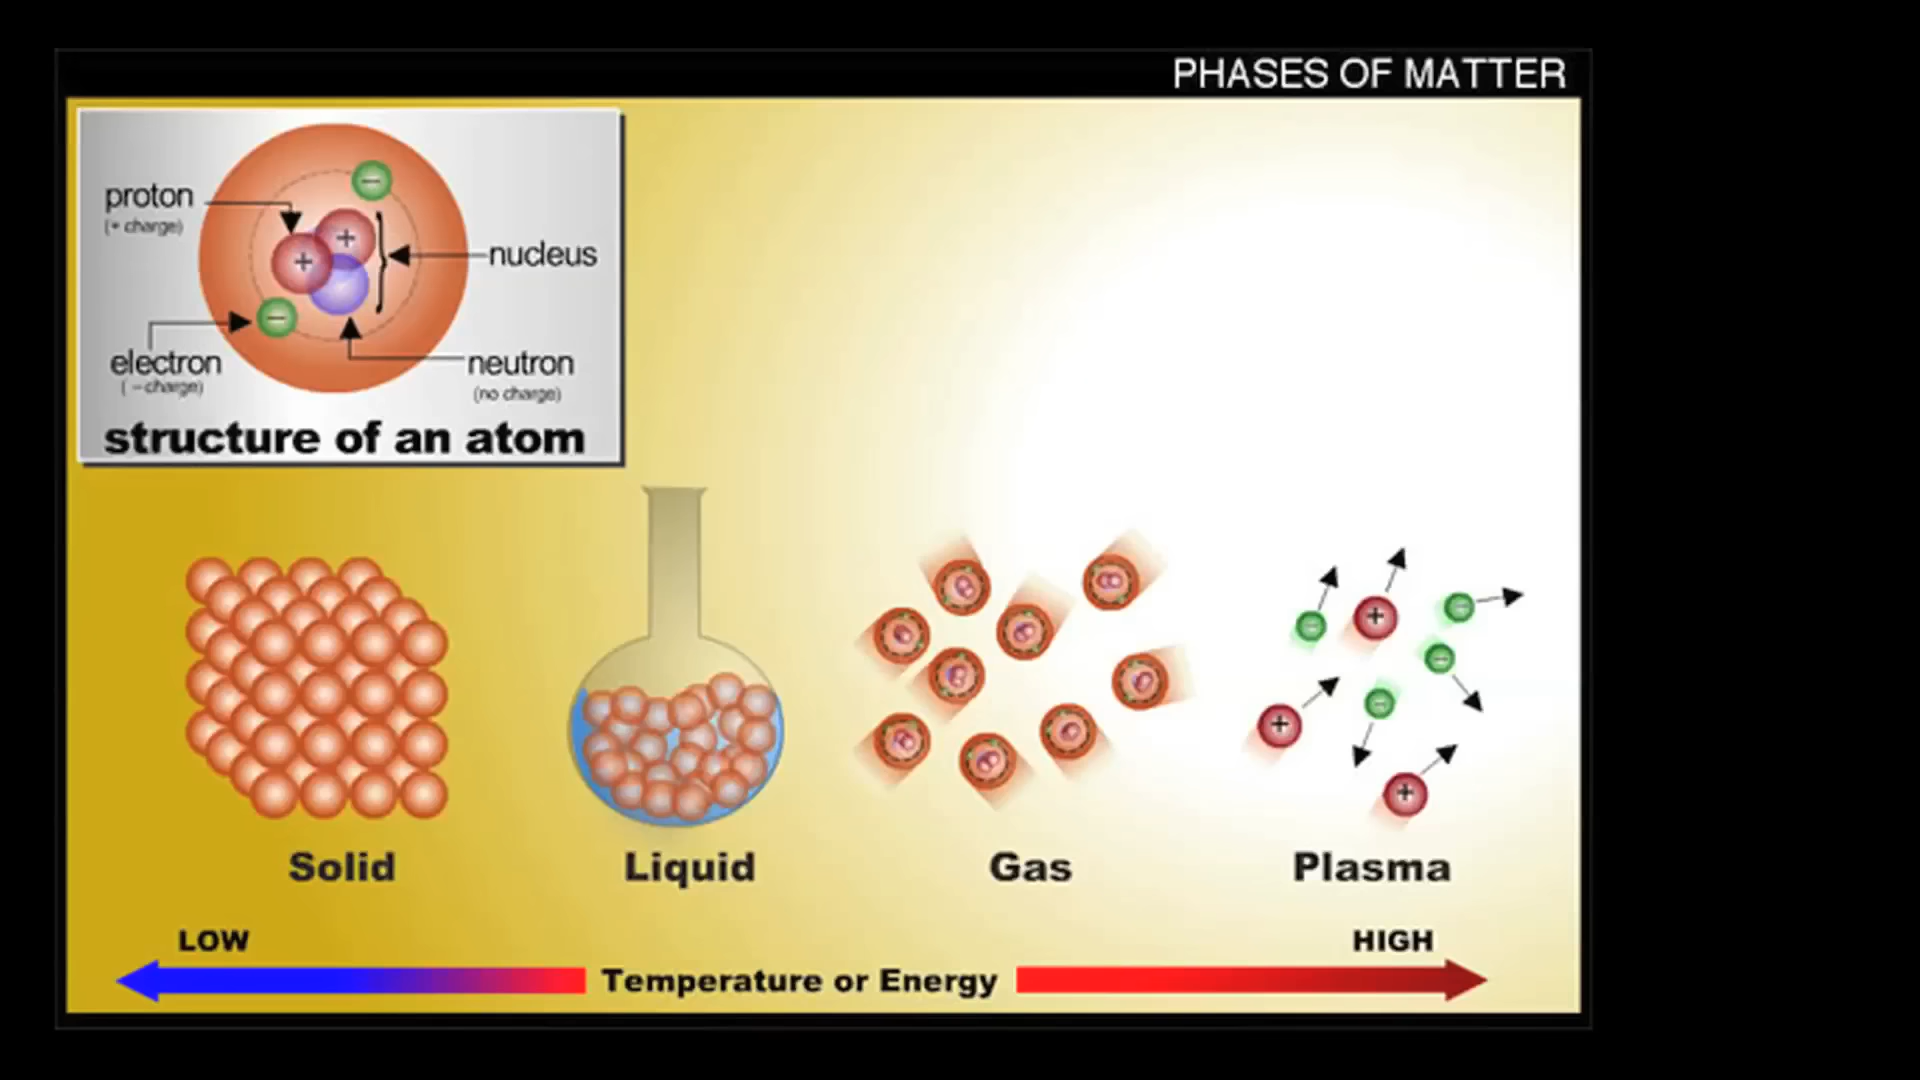 PHASES OF MATTER
proton
(+ charge)
nucleus
electron
(− charge)
neutron
(no charge)
structure of an atom
Solid
Liquid
Gas
Plasma
LOW
HIGH
Temperature or Energy